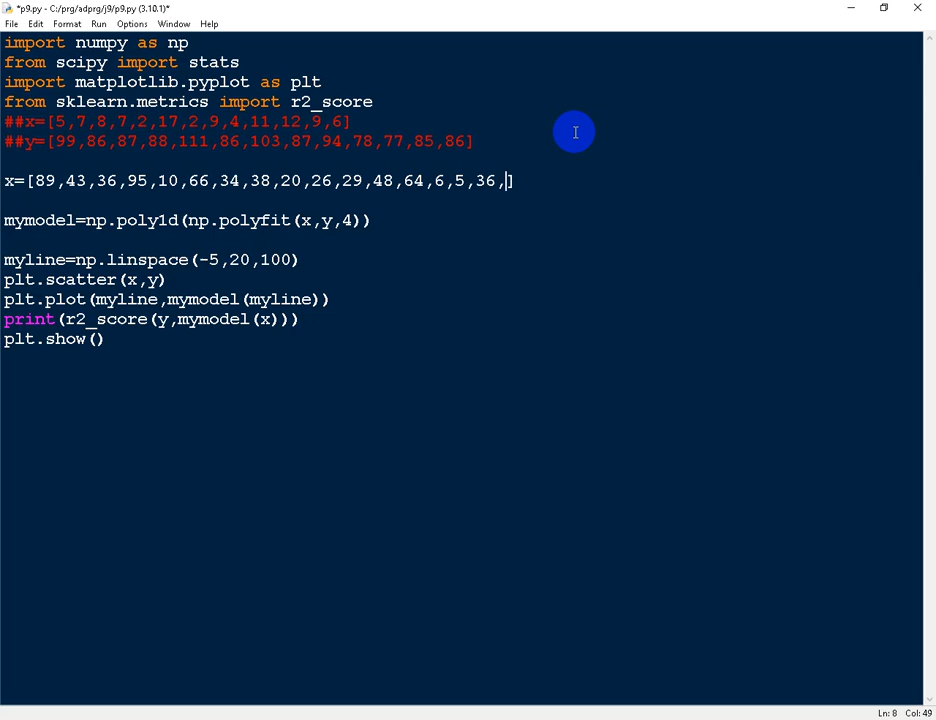 *p9.py - C:/prg/adprg/j9/p9.py (3.10.1)*
File Edit Format Run Options Window Help
import numpy as np
from scipy import stats
import matplotlib.pyplot as plt
from sklearn.metrics import r2_score
##x=[5,7,8,7,2,17,2,9,4,11,12,9,6]
##y=[99,86,87,88,111,86,103,87,94,78,77,85,86]
x=[89,43,36,95,10,66,34,38,20,26,29,48,64,6,5,36,]
mymodel=np.poly1d(np.polyfit(x,y,4))
myline=np.linspace(-5,20,100)
plt.scatter(x,y)
plt.plot(myline,mymodel(myline))
print(r2_score(y,mymodel(x)))
plt.show()
Ln: 8 Col: 49